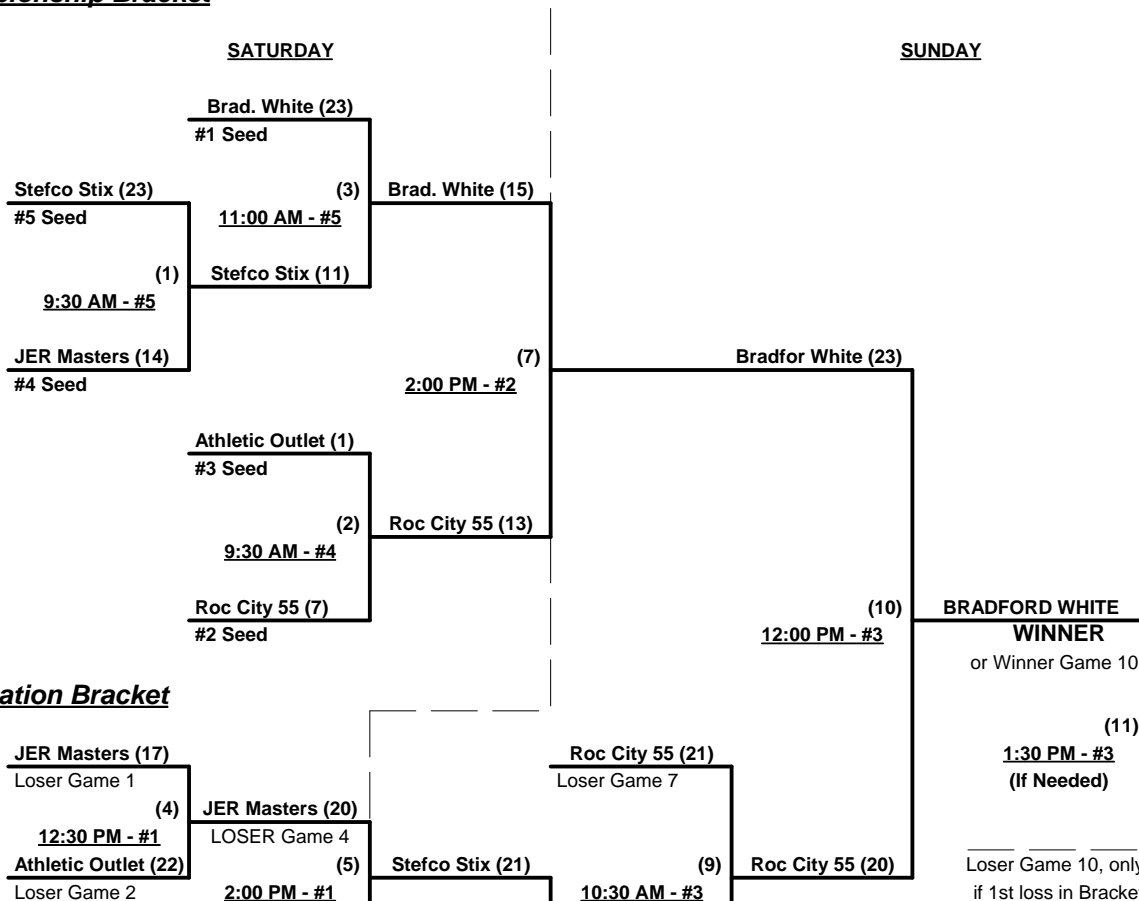 SATURDAY
SUNDAY
Brad. White (23)
#1 Seed
Stefco Stix (23)
(3)
Brad. White (15)
#5 Seed
11:00 AM - #5
(1)
Stefco Stix (11)
9:30 AM - #5
JER Masters (14)
(7)
Bradfor White (23)
#4 Seed
2:00 PM - #2
Athletic Outlet (1)
#3 Seed
(2)
Roc City 55 (13)
9:30 AM - #4
Roc City 55 (7)
(10)
BRADFORD WHITE
#2 Seed
12:00 PM - #3
WINNER
or Winner Game 10
Bracket
(11)
JER Masters (17)
Roc City 55 (21)
1:30 PM - #3
Loser Game 1
Loser Game 7
(If Needed)
(4)
JER Masters (20)
12:30 PM - #1
LOSER Game 4
Athletic Outlet (22)
(5)
Stefco Stix (21)
(9)
Roc City 55 (20)
Loser Game 10, only
Loser Game 2
2:00 PM - #1
10:30 AM - #3
if 1st loss in Bracket